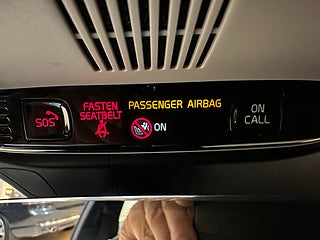 SOS
FASTEN
SEATBELT
PASSENGER AIRBAG
ON
ON
CALL